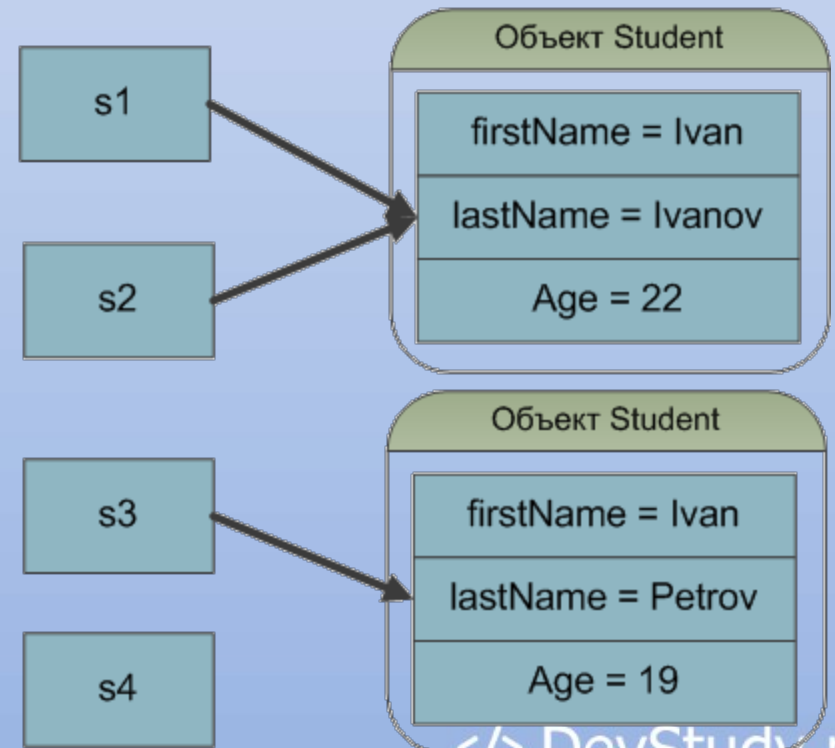 s1
s2
s3
s4
Объект Student
firstName = Ivan
lastName = Ivanov
Age = 22
Объект Student
firstName = Ivan
lastName = Petrov
Age = 19
</> DevStudy